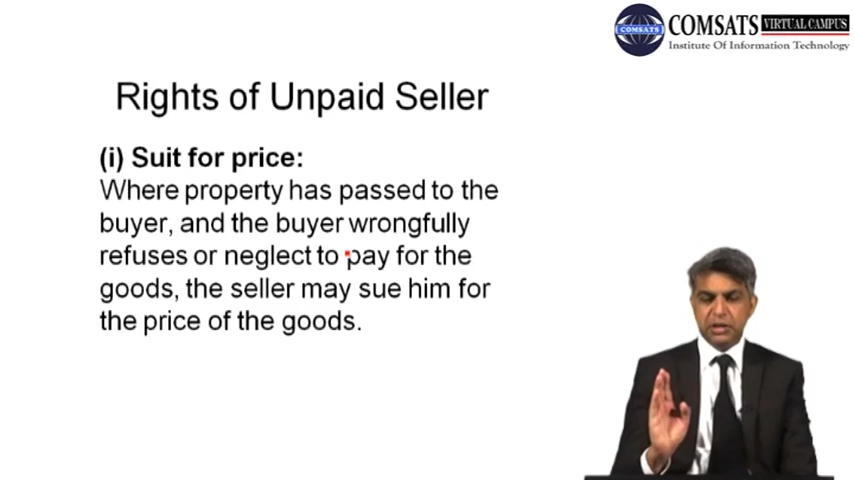 COMSATS VIRTUAL CAMPUS
Institute Of Information Technology
COMSATS
Rights of Unpaid Seller
(i) Suit for price:
Where property has passed to the
buyer, and the buyer wrongfully
refuses or neglect to pay for the
goods, the seller may sue him for
the price of the goods.